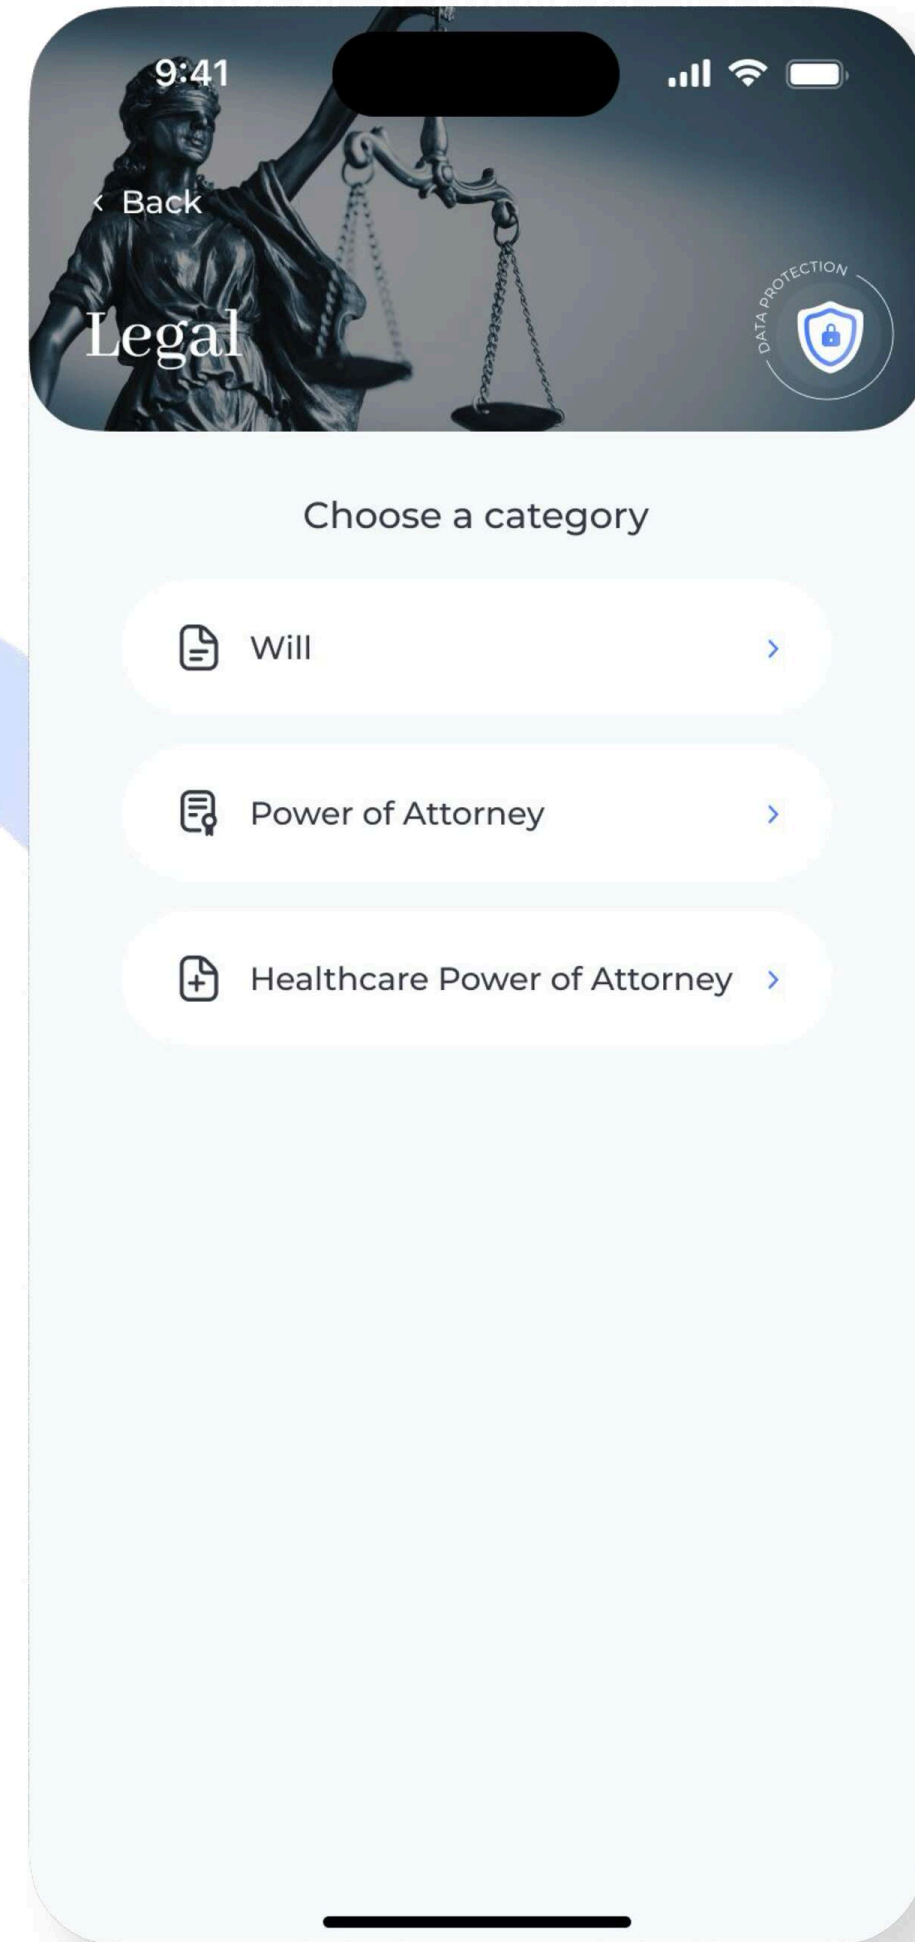 9:41
Back
Legal
DATA PROTECTION
Choose a category
Will
Power of Attorney
Healthcare Power of Attorney